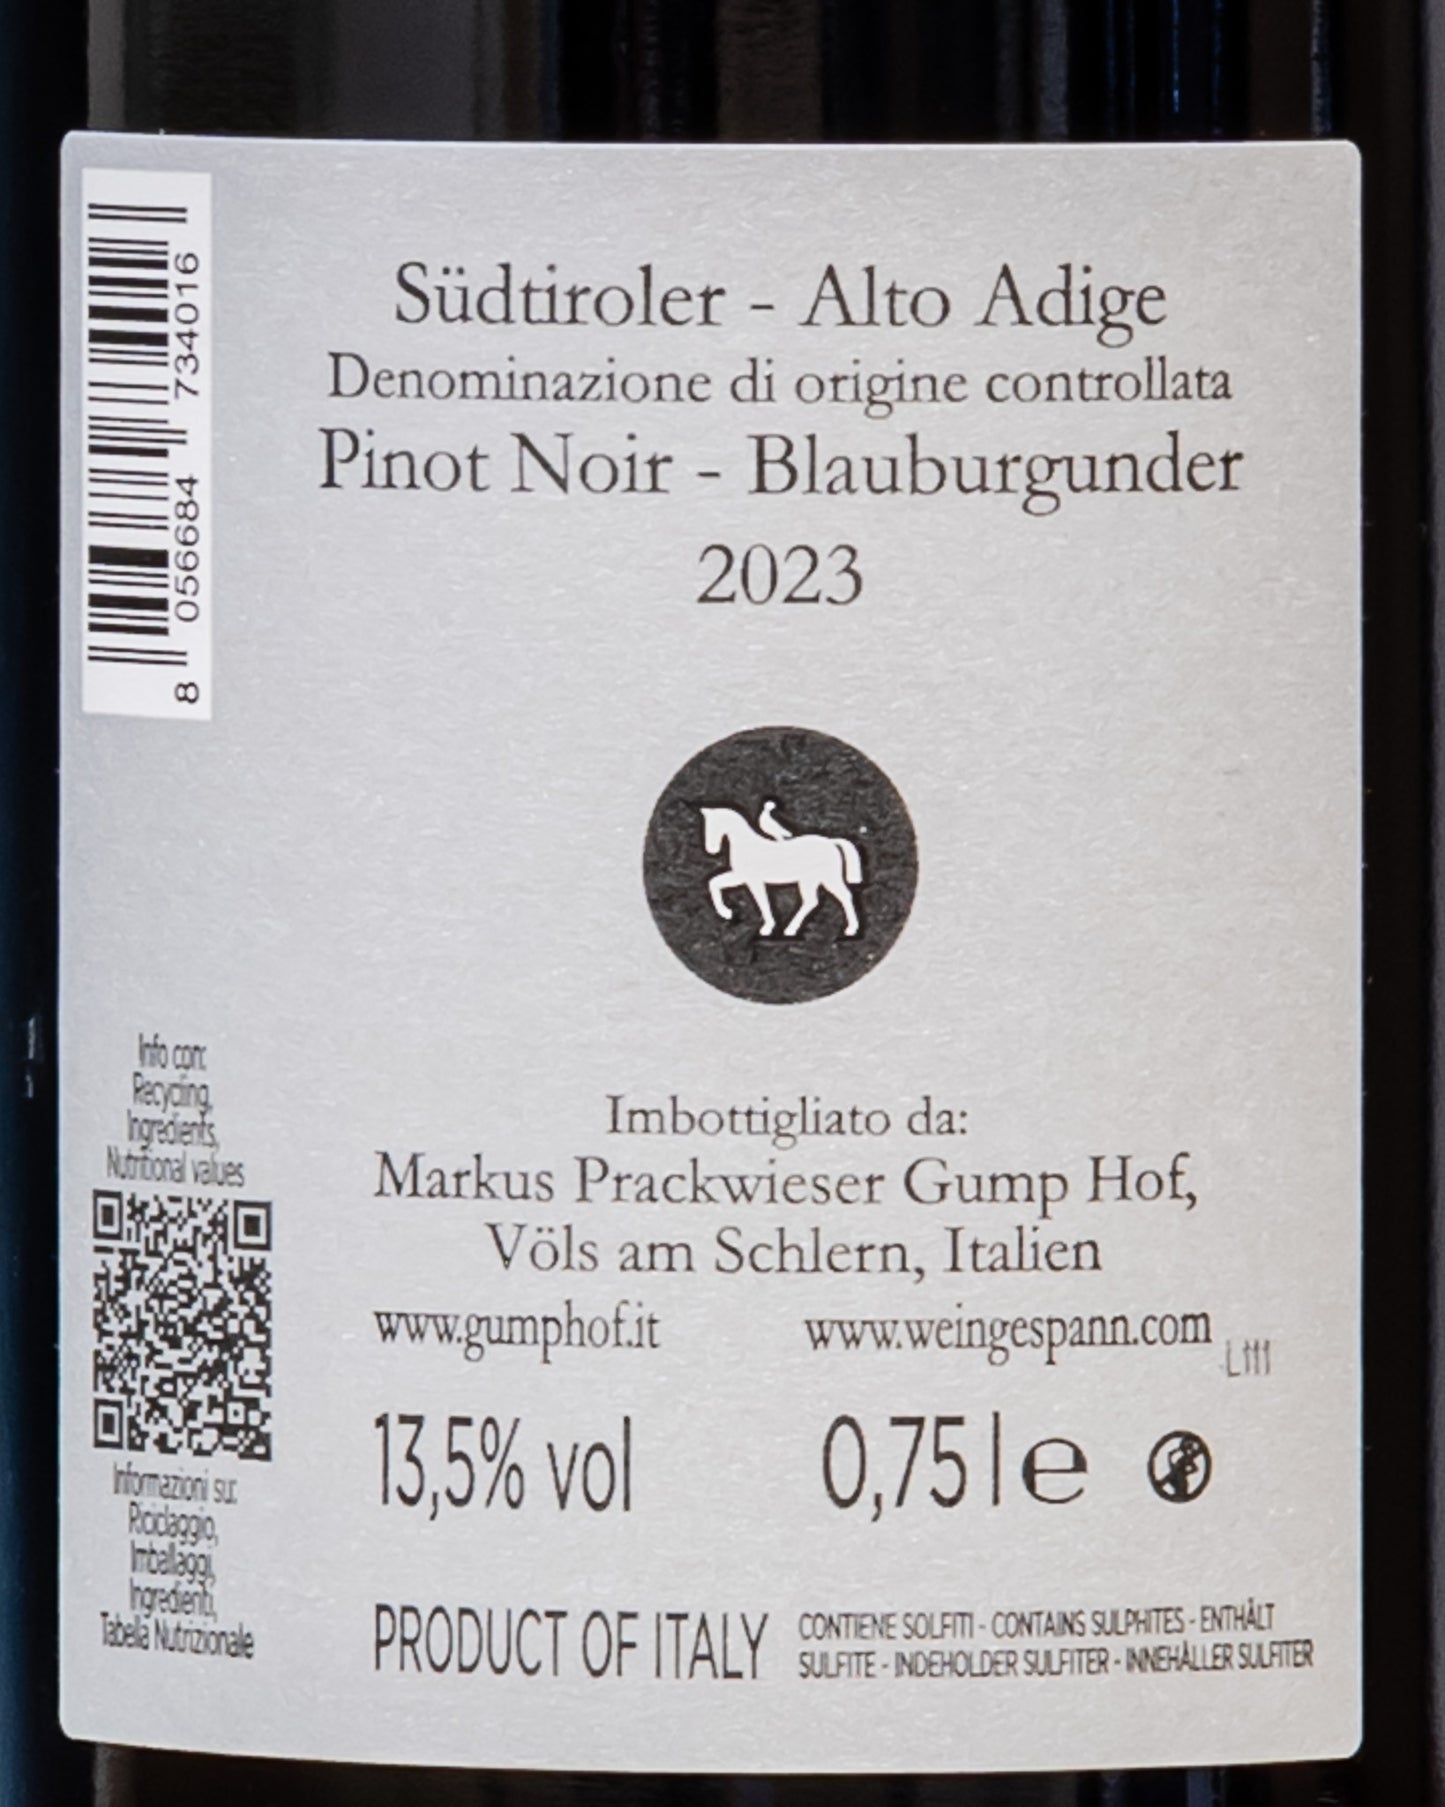 8 056684 734016
Südtiroler - Alto Adige
Denominazione di origine controllata
Pinot Noir - Blauburgunder
2023
Info con:
Recycling,
Ingredients,
Nutritional values
Informazioni su:
Riciclaggio,
Imballaggi,
Ingredienti,
Tabella Nutrizionale
Imbottigliato da:
Markus Prackwieser Gump Hof,
Völs am Schlern, Italien
www.gumphof.it www.weingespann.com
L111
13,5% vol 0,75 l e
PRODUCT OF ITALY
CONTIENE SOLFITI - CONTAINS SULPHITES - ENTHÄLT
SULFITE - INDEHOLDER SULFITER - INNEHÅLLER SULFITER